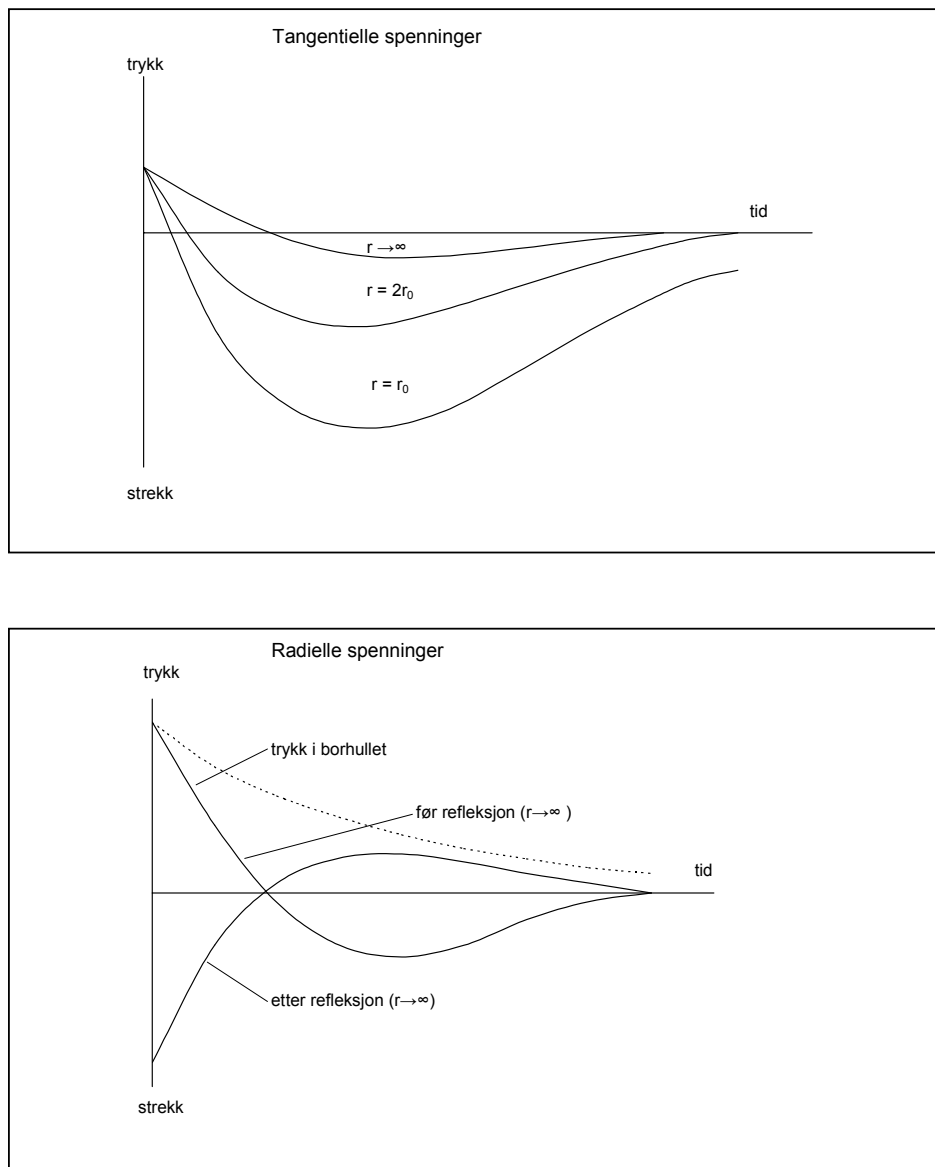 Tangentielle spenninger
trykk
tid
r →∞
r = 2r₀
r = r₀
strekk
Radielle spenninger
trykk
trykk i borhullet
før refleksjon (r→∞ )
tid
etter refleksjon (r→∞)
strekk